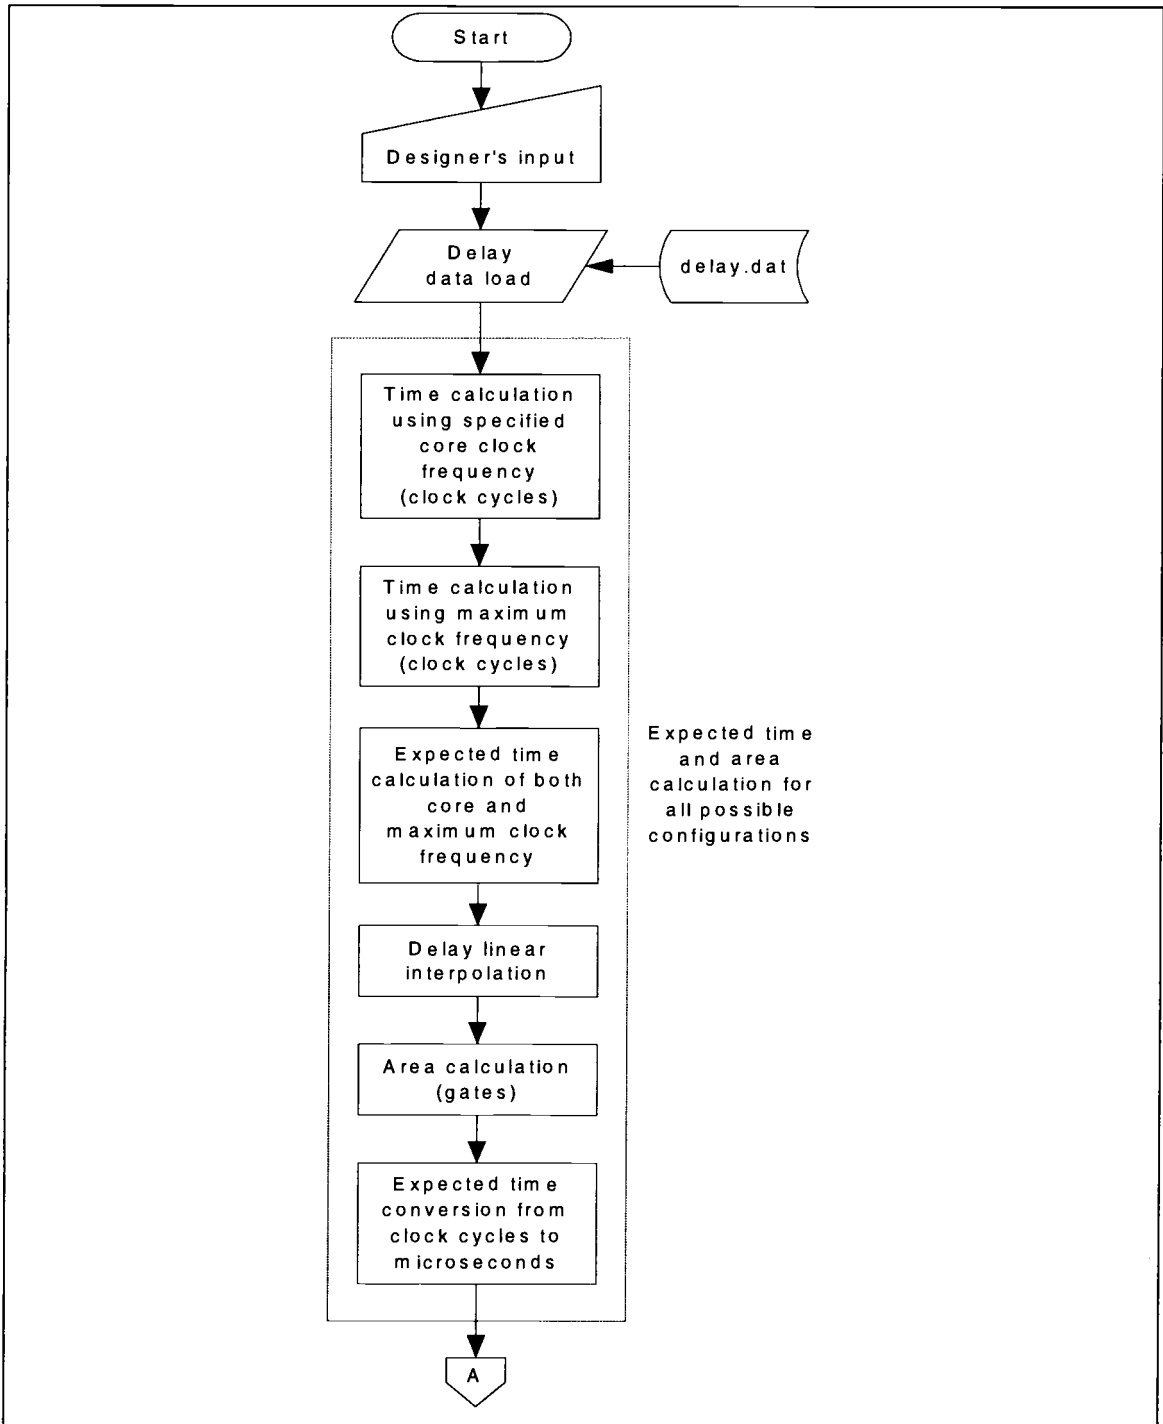 Start
Designer's input
Delay
data load
delay.dat
Time calculation
using specified
core clock
frequency
(clock cycles)
Time calculation
using maximum
clock frequency
(clock cycles)
Expected time
calculation of both
core and
maximum clock
frequency
Expected time
and area
calculation for
all possible
configurations
Delay linear
interpolation
Area calculation
(gates)
Expected time
conversion from
clock cycles to
microseconds
A